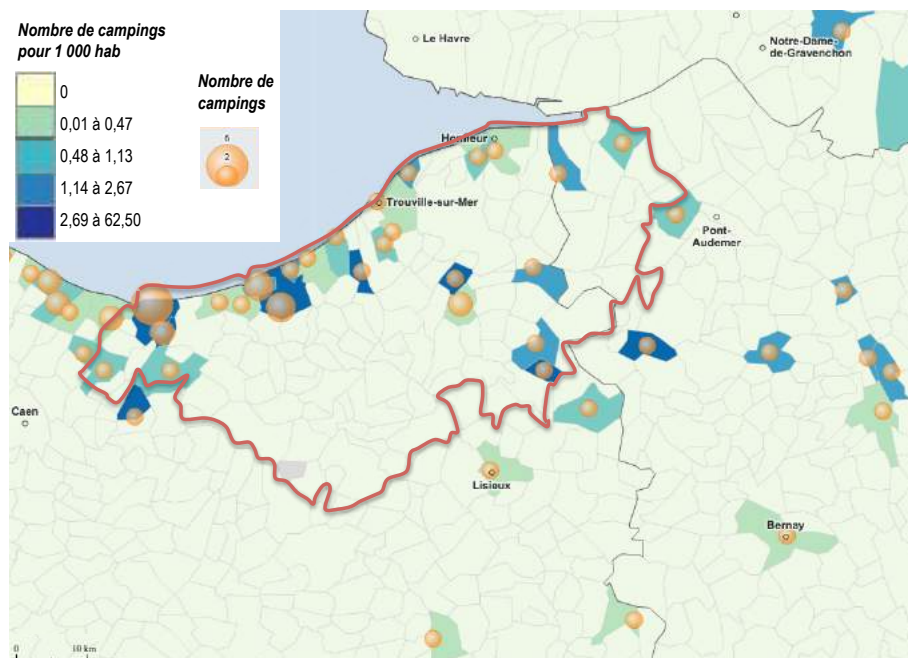 Nombre de campings
pour 1 000 hab
0
0,01 à 0,47
0,48 à 1,13
1,14 à 2,67
2,69 à 62,50
Nombre de
campings
6
2
Le Havre
Notre-Dame-
de-Gravenchon
Honfleur
Trouville-sur-Mer
Pont-
Audemer
Caen
Lisieux
Bernay
0
10 km